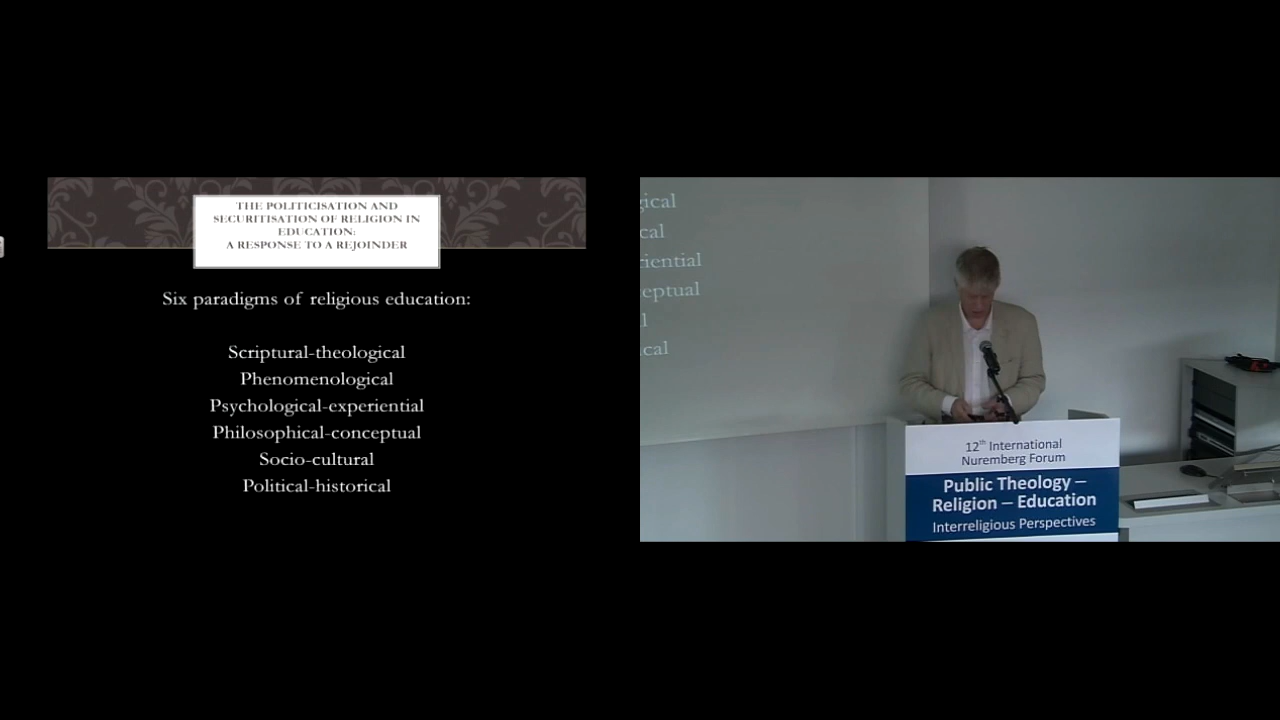 THE POLITICISATION AND
SECURITISATION OF RELIGION IN
EDUCATION:
A RESPONSE TO A REJOINDER
Six paradigms of religious education:
Scriptural-theological
Phenomenological
Psychological-experiential
Philosophical-conceptual
Socio-cultural
Political-historical
gical
cal
riential
eptual
l
ical
12th International
Nuremberg Forum
Public Theology –
Religion – Education
Interreligious Perspectives